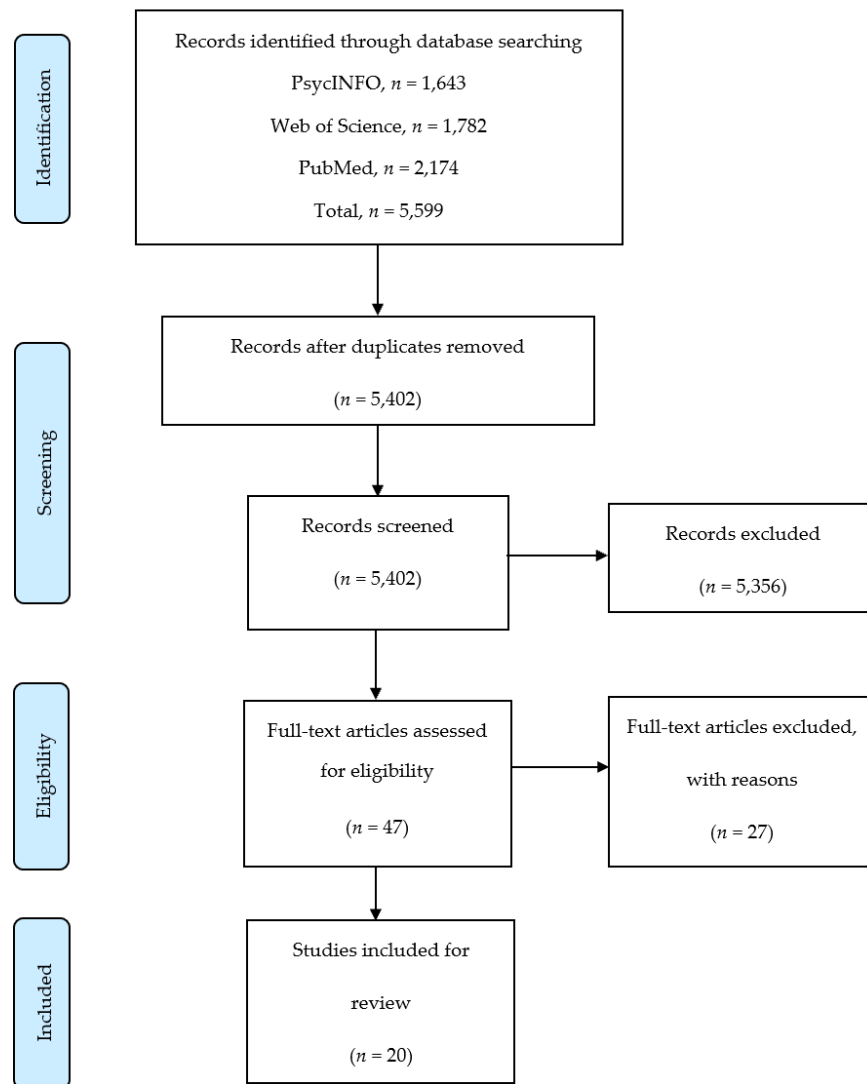 Identification
Records identified through database searching
PsycINFO, n = 1,643
Web of Science, n = 1,782
PubMed, n = 2,174
Total, n = 5,599
Screening
Records after duplicates removed
(n = 5,402)
Records screened
(n = 5,402)
Records excluded
(n = 5,356)
Eligibility
Full-text articles assessed
for eligibility
(n = 47)
Full-text articles excluded,
with reasons
(n = 27)
Included
Studies included for
review
(n = 20)